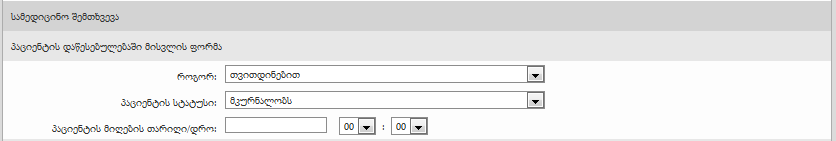 სამედიცინო შემთხვევა
პაციენტის დაწესებულებაში მისვლის ფორმა
როგორ: თვითდინებით
პაციენტის სტატუსი: მკურნალობს
პაციენტის მიღების თარიღი/დრო: 00 : 00